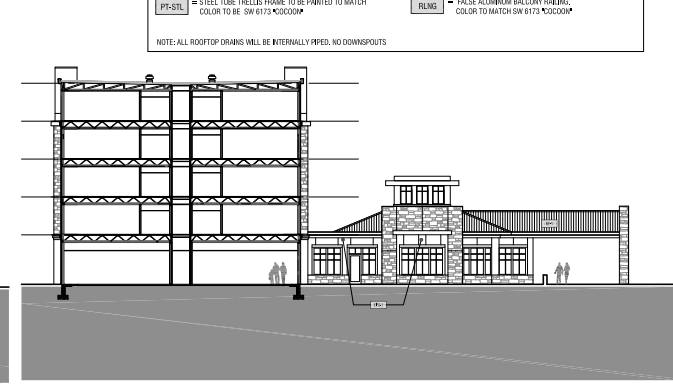 PT-STL = STEEL TUBE TRELLIS FRAME TO BE PAINTED TO MATCH
COLOR TO BE SW 6173 "COCOON"
RLNG = FALSE ALUMINUM BALCONY RAILING,
COLOR TO MATCH SW 6173 "COCOON"
NOTE: ALL ROOFTOP DRAINS WILL BE INTERNALLY PIPED. NO DOWNSPOUTS